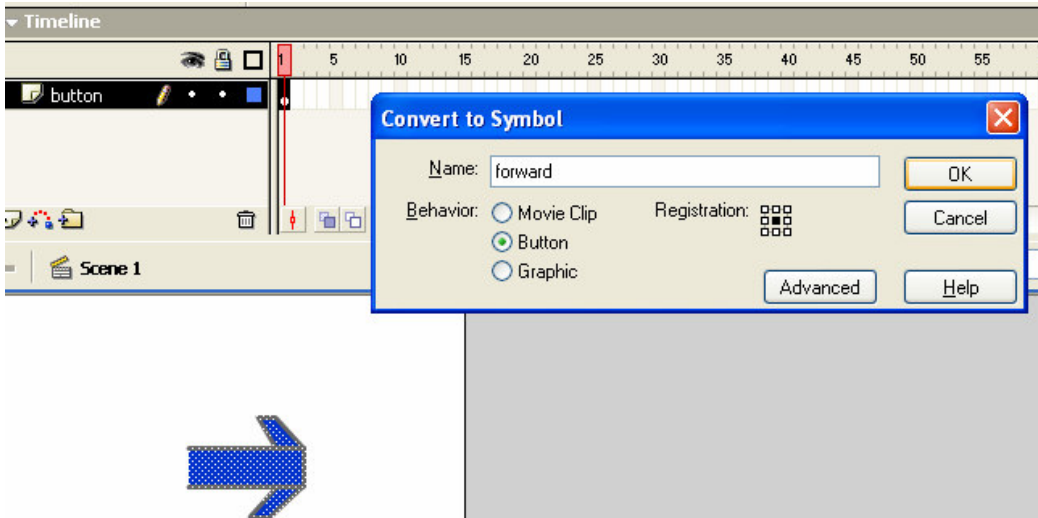 Timeline
1 5 10 15 20 25 30 35 40 45 50 55
button
Convert to Symbol
Name: forward OK
Behavior: Movie Clip Registration: Cancel
Button
Graphic
Advanced Help
Scene 1